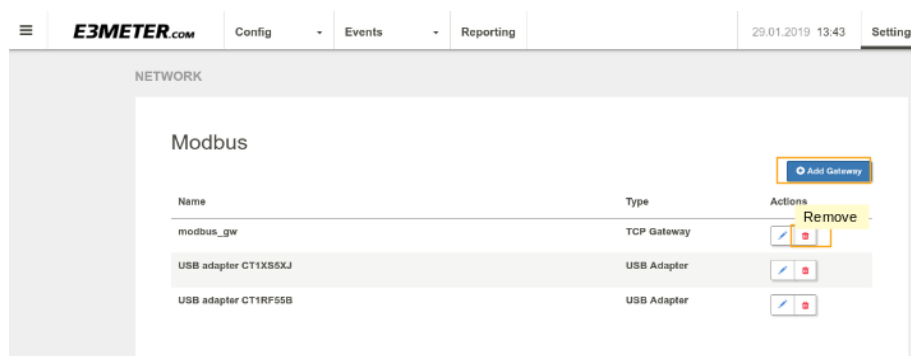 E3METER.COM Config Events Reporting 29.01.2019 13:43 Setting
NETWORK
Modbus
Add Gateway
Name Type Actions
Remove
modbus_gw TCP Gateway
USB adapter CT1XS5XJ USB Adapter
USB adapter CT1RF55B USB Adapter